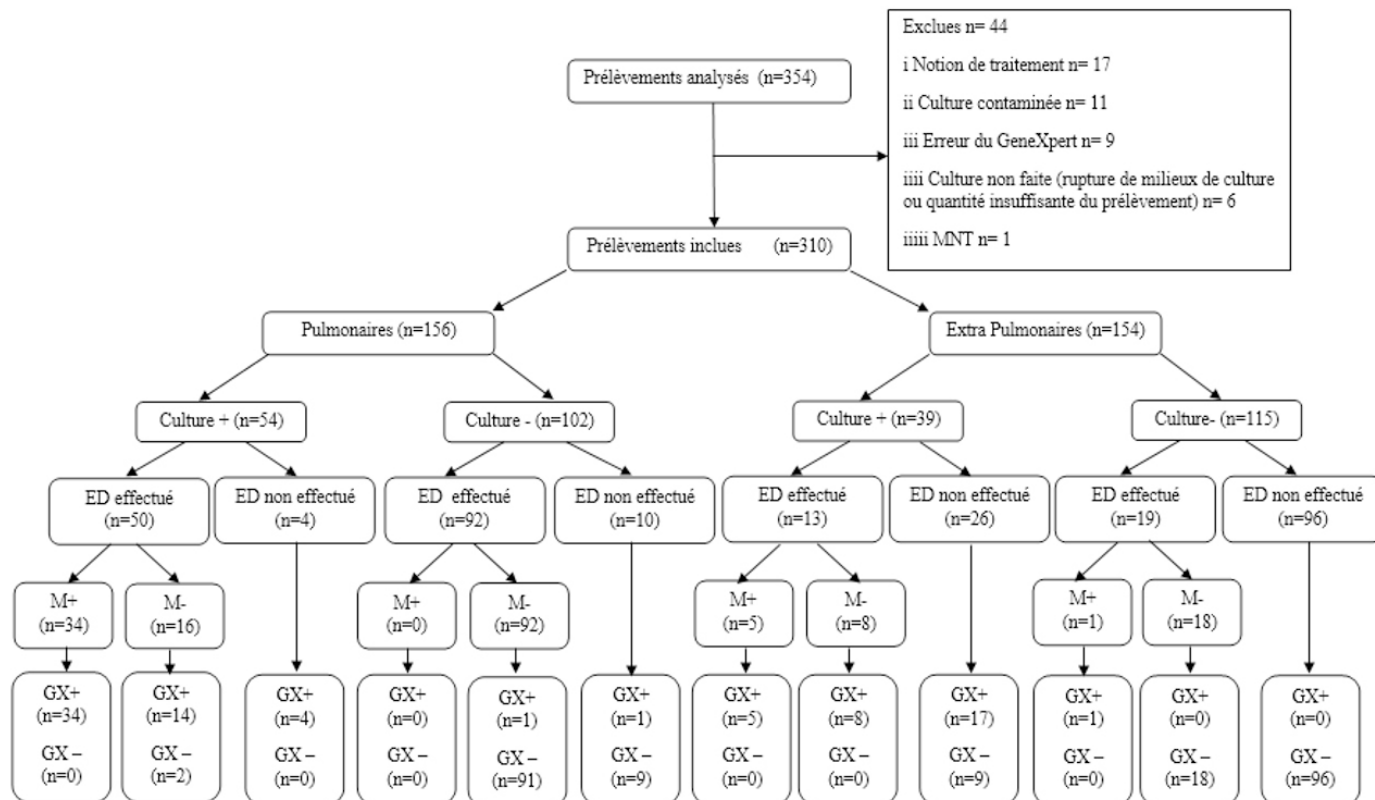 Exclues n= 44
i Notion de traitement n= 17
ii Culture contaminée n= 11
iii Erreur du GeneXpert n= 9
iiii Culture non faite (rupture de milieux de culture
ou quantité insuffisante du prélèvement) n= 6
iiiii MNT n= 1
Prélèvements analysés (n=354)
Prélèvements inclues (n=310)
Pulmonaires (n=156)
Extra Pulmonaires (n=154)
Culture + (n=54)
Culture - (n=102)
Culture + (n=39)
Culture- (n=115)
ED effectué
(n=50)
ED non effectué
(n=4)
ED effectué
(n=92)
ED non effectué
(n=10)
ED effectué
(n=13)
ED non effectué
(n=26)
ED effectué
(n=19)
ED non effectué
(n=96)
M+
(n=34)
M-
(n=16)
M+
(n=0)
M-
(n=92)
M+
(n=5)
M-
(n=8)
M+
(n=1)
M-
(n=18)
GX+
(n=34)
GX –
(n=0)
GX+
(n=14)
GX –
(n=2)
GX+
(n=4)
GX –
(n=0)
GX+
(n=0)
GX –
(n=0)
GX+
(n=1)
GX –
(n=91)
GX+
(n=1)
GX –
(n=9)
GX+
(n=5)
GX –
(n=0)
GX+
(n=8)
GX –
(n=0)
GX+
(n=17)
GX –
(n=9)
GX+
(n=1)
GX –
(n=0)
GX+
(n=0)
GX –
(n=18)
GX+
(n=0)
GX –
(n=96)